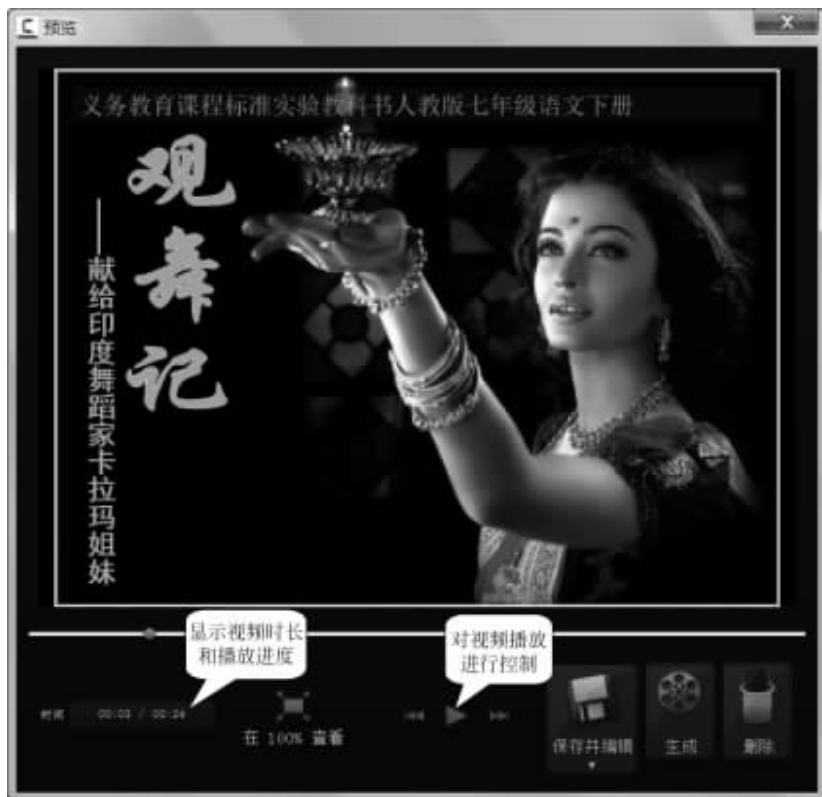 预览
义务教育课程标准实验教科书人教版七年级语文下册
观舞记
——献给印度舞蹈家卡拉玛姐妹
显示视频时长
和播放进度
对视频播放
进行控制
时间 00:03 / 00:24
在 100% 查看
保存并编辑
生成
删除